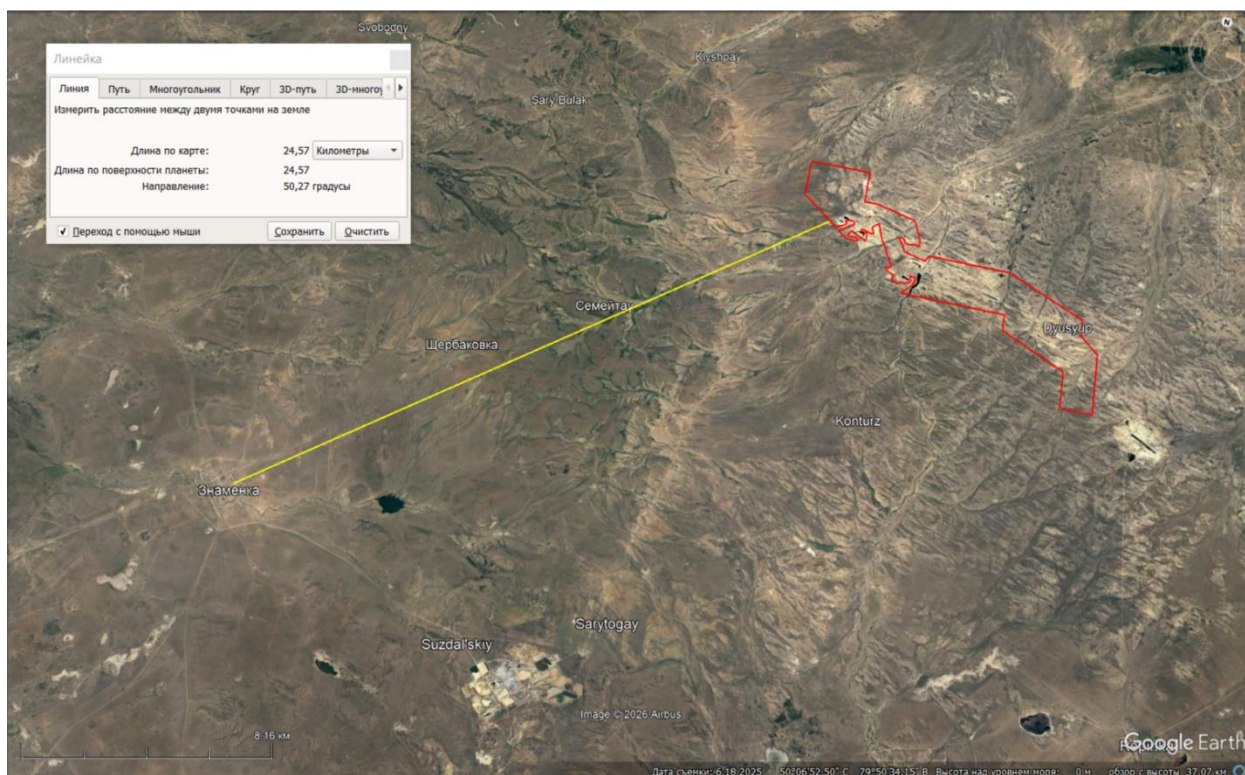 Svobodny
Линейка
Klyshpay
Линия Путь Многоугольник Круг 3D-путь 3D-многоу
Измерить расстояние между двумя точками на земле
Sary Bulak
Длина по карте: 24,57 Километры
Длина по поверхности планеты: 24,57
Направление: 50,27 градусы
Переход с помощью мыши Сохранить Очистить
N
Семейтау
Dyusyup
Щербаковка
Konturz
Знаменка
Sarytogay
Suzdal'skiy
Image © 2026 Airbus
8.16 км
Google Earth
Дата съемки: 6.18.2025 50°06'52.50" С 79°50'34.15" В Высота над уровнем моря: 0 м обзор с высоты 37.07 км